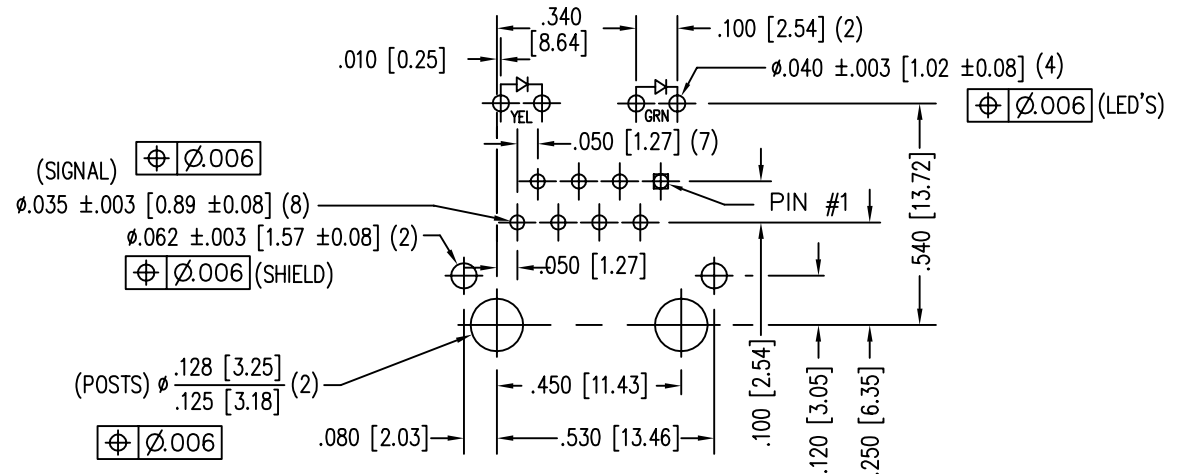 .340
[8.64]
.100 [2.54] (2)
.010 [0.25]
ø.040 ±.003 [1.02 ±0.08] (4)
⌖ Ø.006 (LED'S)
YEL
GRN
.050 [1.27] (7)
(SIGNAL) ⌖ Ø.006
ø.035 ±.003 [0.89 ±0.08] (8)
PIN #1
ø.062 ±.003 [1.57 ±0.08] (2)
⌖ Ø.006 (SHIELD)
.050 [1.27]
.540 [13.72]
(POSTS) ø .128 [3.25]
.125 [3.18] (2)
⌖ Ø.006
.450 [11.43]
.080 [2.03]
.530 [13.46]
.100 [2.54]
.120 [3.05]
.250 [6.35]